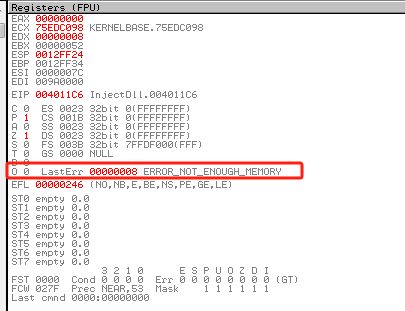 Registers (FPU)
EAX 00000000
ECX 75EDC098 KERNELBASE.75EDC098
EDX 00000008
EBX 00000052
ESP 0012FF24
EBP 0012FF34
ESI 0000007C
EDI 009A0000
EIP 004011C6 InjectDll.004011C6
C 0 ES 0023 32bit 0(FFFFFFFF)
P 1 CS 001B 32bit 0(FFFFFFFF)
A 0 SS 0023 32bit 0(FFFFFFFF)
Z 1 DS 0023 32bit 0(FFFFFFFF)
S 0 FS 003B 32bit 7FFDF000(FFF)
T 0 GS 0000 NULL
D 0
O 0 LastErr 00000008 ERROR_NOT_ENOUGH_MEMORY
EFL 00000246 (NO,NB,E,BE,NS,PE,GE,LE)
ST0 empty 0.0
ST1 empty 0.0
ST2 empty 0.0
ST3 empty 0.0
ST4 empty 0.0
ST5 empty 0.0
ST6 empty 0.0
ST7 empty 0.0
3 2 1 0 E S P U O Z D I
FST 0000 Cond 0 0 0 0 Err 0 0 0 0 0 0 0 0 (GT)
FCW 027F Prec NEAR,53 Mask 1 1 1 1 1 1
Last cmnd 0000:00000000